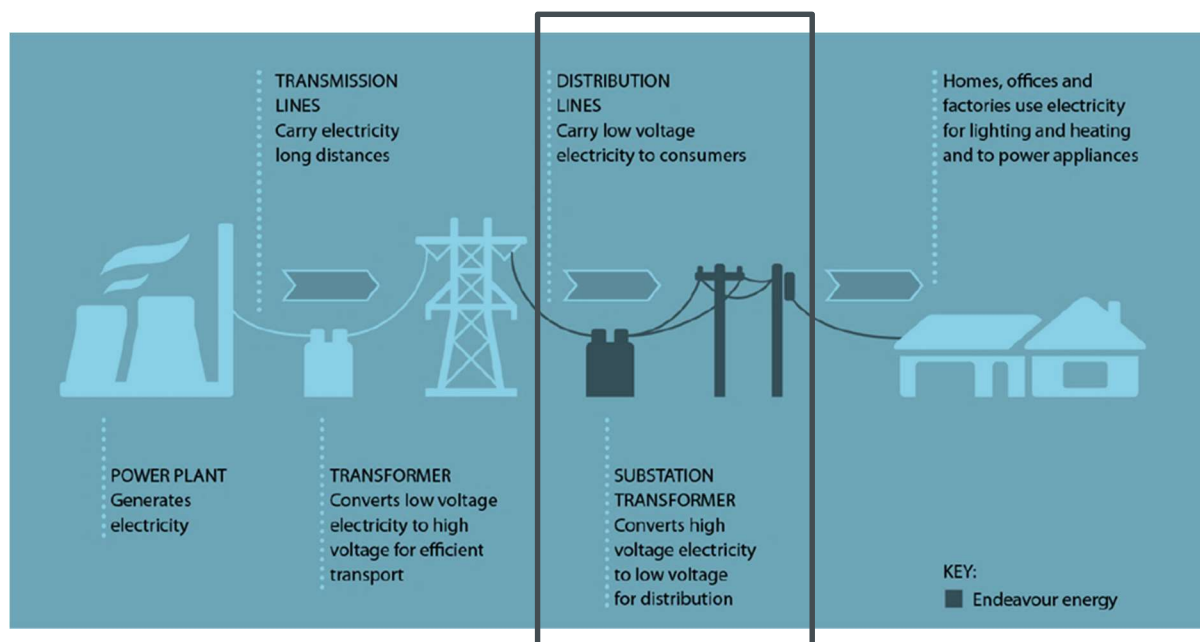 TRANSMISSION
LINES
Carry electricity
long distances
DISTRIBUTION
LINES
Carry low voltage
electricity to consumers
Homes, offices and
factories use electricity
for lighting and heating
and to power appliances
POWER PLANT
Generates
electricity
TRANSFORMER
Converts low voltage
electricity to high
voltage for efficient
transport
SUBSTATION
TRANSFORMER
Converts high
voltage electricity
to low voltage
for distribution
KEY:
Endeavour energy